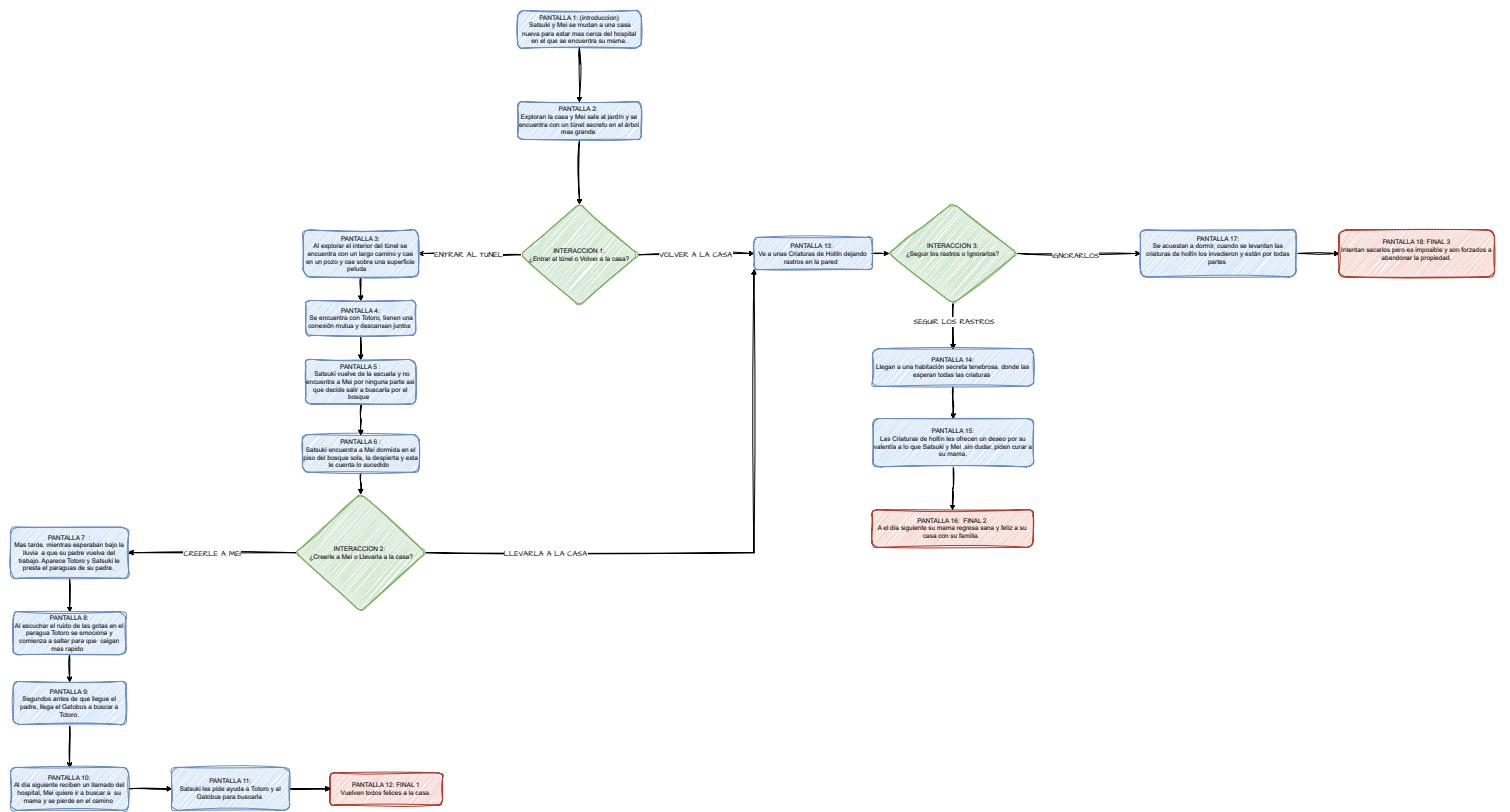 PANTALLA 1: (introduccion)
Satsuki y Mei se mudan a una casa
nueva para estar mas cerca del hospital
en el que se encuentra su mama.
PANTALLA 2:
Exploran la casa y Mei sale al jardín y se
encuentra con un túnel secreto en el árbol
mas grande.
INTERACCION 1:
¿Entrar al túnel o Volver a la casa?
ENTRAR AL TUNEL
VOLVER A LA CASA
PANTALLA 3:
Al explorar el interior del túnel se
encuentra con un largo camino y cae
en un pozo y cae sobre una superficie
peluda
PANTALLA 4:
Se encuentra con Totoro, tienen una
conexión mutua y descansan juntos
PANTALLA 5 :
Satsuki vuelve de la escuela y no
encuentra a Mei por ninguna parte asi
que decide salir a buscarla por el
bosque
PANTALLA 6 :
Satsuki encuentra a Mei dormida en el
piso del bosque sola, la despierta y esta
le cuenta lo sucedido
INTERACCION 2:
¿Creerle a Mei o Llevarla a la casa?
CREERLE A MEI
LLEVARLA A LA CASA
PANTALLA 7 :
Mas tarde, mientras esperaban bajo la
lluvia a que su padre vuelva del
trabajo. Aparece Totoro y Satsuki le
presta el paraguas de su padre.
PANTALLA 8:
Al escuchar el ruido de las gotas en el
paragua Totoro se emociona y
comienza a saltar para que caigan
mas rapido
PANTALLA 9:
Segundos antes de que llegue el
padre, llega el Gatobus a buscar a
Totoro.
PANTALLA 10:
Al día siguiente reciben un llamado del
hospital, Mei quiere ir a buscar a su
mama y se pierde en el camino
PANTALLA 11:
Satsuki les pide ayuda a Totoro y al
Gatobus para buscarla
PANTALLA 12: FINAL 1
Vuelven todos felices a la casa.
PANTALLA 13:
Ve a unas Criaturas de Hollín dejando
rastros en la pared
INTERACCION 3:
¿Seguir los rastros o Ignorarlos?
IGNORARLOS
SEGUIR LOS RASTROS
PANTALLA 14:
Llegan a una habitación secreta tenebrosa, donde las
esperan todas las criaturas
PANTALLA 15:
Las Criaturas de hollín les ofrecen un deseo por su
valentía a lo que Satsuki y Mei ,sin dudar, piden curar a
su mama.
PANTALLA 16: FINAL 2
A el día siguiente su mama regresa sana y feliz a su
casa con su familia.
PANTALLA 17:
Se acuestan a dormir, cuando se levantan las
criaturas de hollín los invadieron y están por todas
partes
PANTALLA 18: FINAL 3
Intentan sacarlos pero es imposible y son forzados a
abandonar la propiedad.